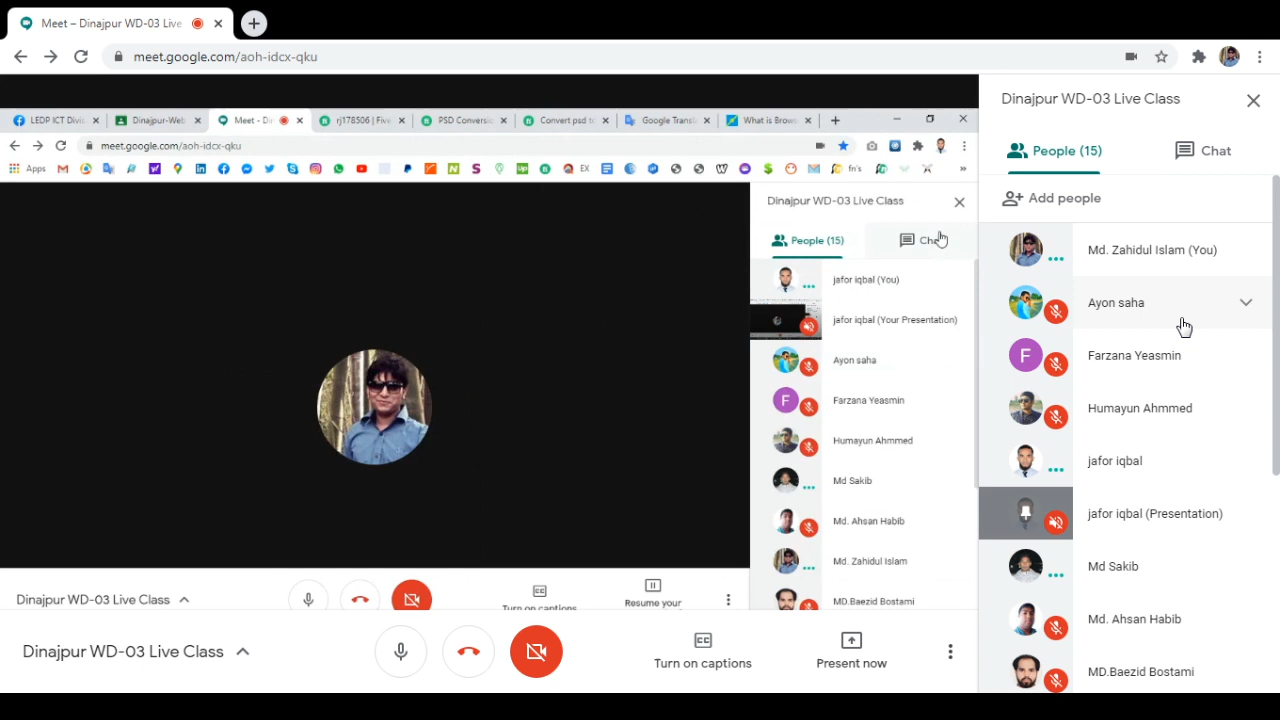 Meet – Dinajpur WD-03 Live
meet.google.com/aoh-idcx-qku
LEDP ICT Divis
Dinajpur-Web
Meet - Din
rj178506 | Five
PSD Conversio
Convert psd to
Google Transla
What is Brows
meet.google.com/aoh-idcx-qku
Apps
EX
fn's
Dinajpur WD-03 Live Class
People (15)
jafor iqbal (You)
jafor iqbal (Your Presentation)
Ayon saha
F
Farzana Yeasmin
Humayun Ahmmed
Md Sakib
Md. Ahsan Habib
Md. Zahidul Islam
MD.Baezid Bostami
Dinajpur WD-03 Live Class
Turn on captions
Resume your
Dinajpur WD-03 Live Class
People (15)
Chat
Add people
Md. Zahidul Islam (You)
Ayon saha
F
Farzana Yeasmin
Humayun Ahmmed
jafor iqbal
jafor iqbal (Presentation)
Md Sakib
Md. Ahsan Habib
MD.Baezid Bostami
Dinajpur WD-03 Live Class
Turn on captions
Present now